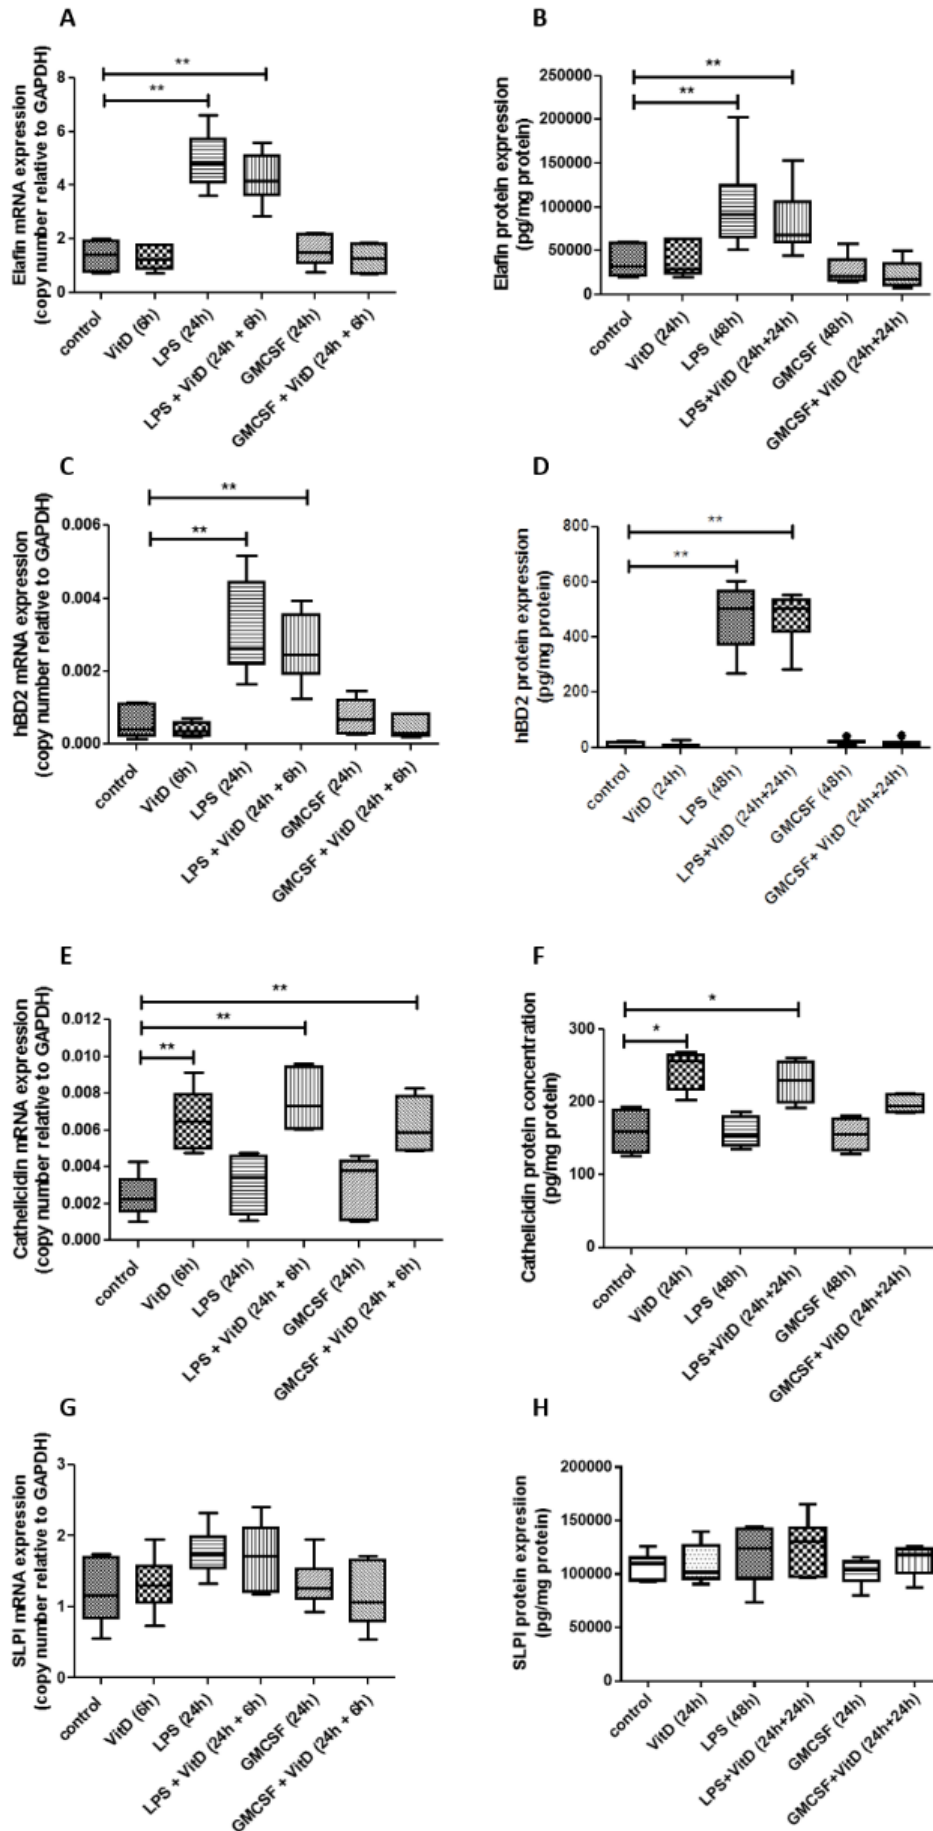 A
Elafin mRNA expression
(copy number relative to GAPDH)
8
6
4
2
0
**
**
control
VitD (6h)
LPS (24h)
LPS + VitD (24h + 6h)
GMCSF (24h)
GMCSF + VitD (24h + 6h)
B
Elafin protein expression
(pg/mg protein)
250000
200000
150000
100000
50000
0
**
**
control
VitD (24h)
LPS (48h)
LPS+VitD (24h+24h)
GMCSF (48h)
GMCSF+ VitD (24h+24h)
C
hBD2 mRNA expression
(copy number relative to GAPDH)
0.006
0.004
0.002
0.000
**
**
control
VitD (6h)
LPS (24h)
LPS + VitD (24h + 6h)
GMCSF (24h)
GMCSF + VitD (24h + 6h)
D
hBD2 protein expression
(pg/mg protein)
800
600
400
200
0
**
**
control
VitD (24h)
LPS (48h)
LPS+VitD (24h+24h)
GMCSF (48h)
GMCSF+ VitD (24h+24h)
E
Cathelicidin mRNA expression
(copy number relative to GAPDH)
0.012
0.010
0.008
0.006
0.004
0.002
0.000
**
**
**
control
VitD (6h)
LPS (24h)
LPS + VitD (24h + 6h)
GMCSF (24h)
GMCSF + VitD (24h + 6h)
F
Cathelicidin protein concentration
(pg/mg protein)
300
200
100
0
*
*
control
VitD (24h)
LPS (48h)
LPS+VitD (24h+24h)
GMCSF (48h)
GMCSF+ VitD (24h+24h)
G
SLPI mRNA expression
(copy number relative to GAPDH)
3
2
1
0
control
VitD (6h)
LPS (24h)
LPS + VitD (24h + 6h)
GMCSF (24h)
GMCSF + VitD (24h + 6h)
H
SLPI protein expresiion
(pg/mg protein)
200000
150000
100000
50000
0
control
VitD (24h)
LPS (48h)
LPS+VitD (24h+24h)
GMCSF (24h)
GMCSF+VitD (24h+24h)